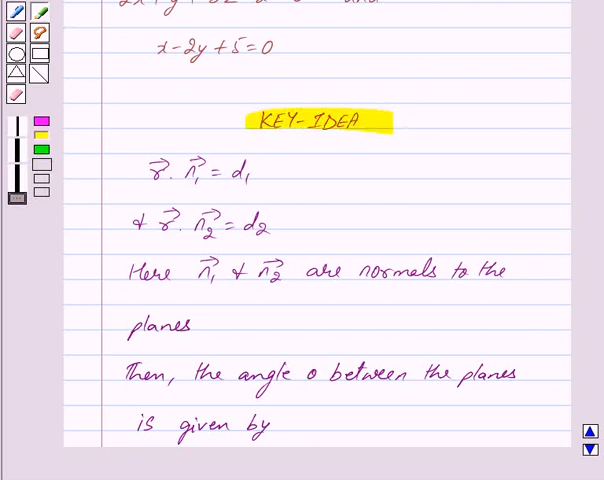 x-2y+5=0
KEY-IDEA
r⃗. n⃗₁ = d₁
& r⃗. n⃗₂ = d₂
Here n⃗₁ & n⃗₂ are normals to the
planes
Then, the angle θ between the planes
is given by